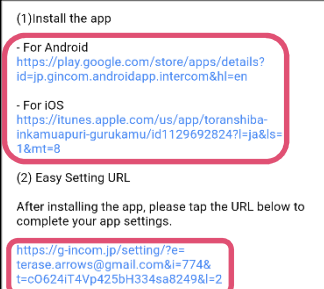 (1)Install the app
- For Android
https://play.google.com/store/apps/details?
id=jp.gincom.androidapp.intercom&hl=en
- For iOS
https://itunes.apple.com/us/app/toranshiba-
inkamuapuri-gurukamu/id1129692824?l=ja&ls=
1&mt=8
(2) Easy Setting URL
After installing the app, please tap the URL below to
complete your app settings.
https://g-incom.jp/setting/?e=
terase.arrows@gmail.com&i=774&
t=cO624iT4Vp425bH334sa8249&l=2